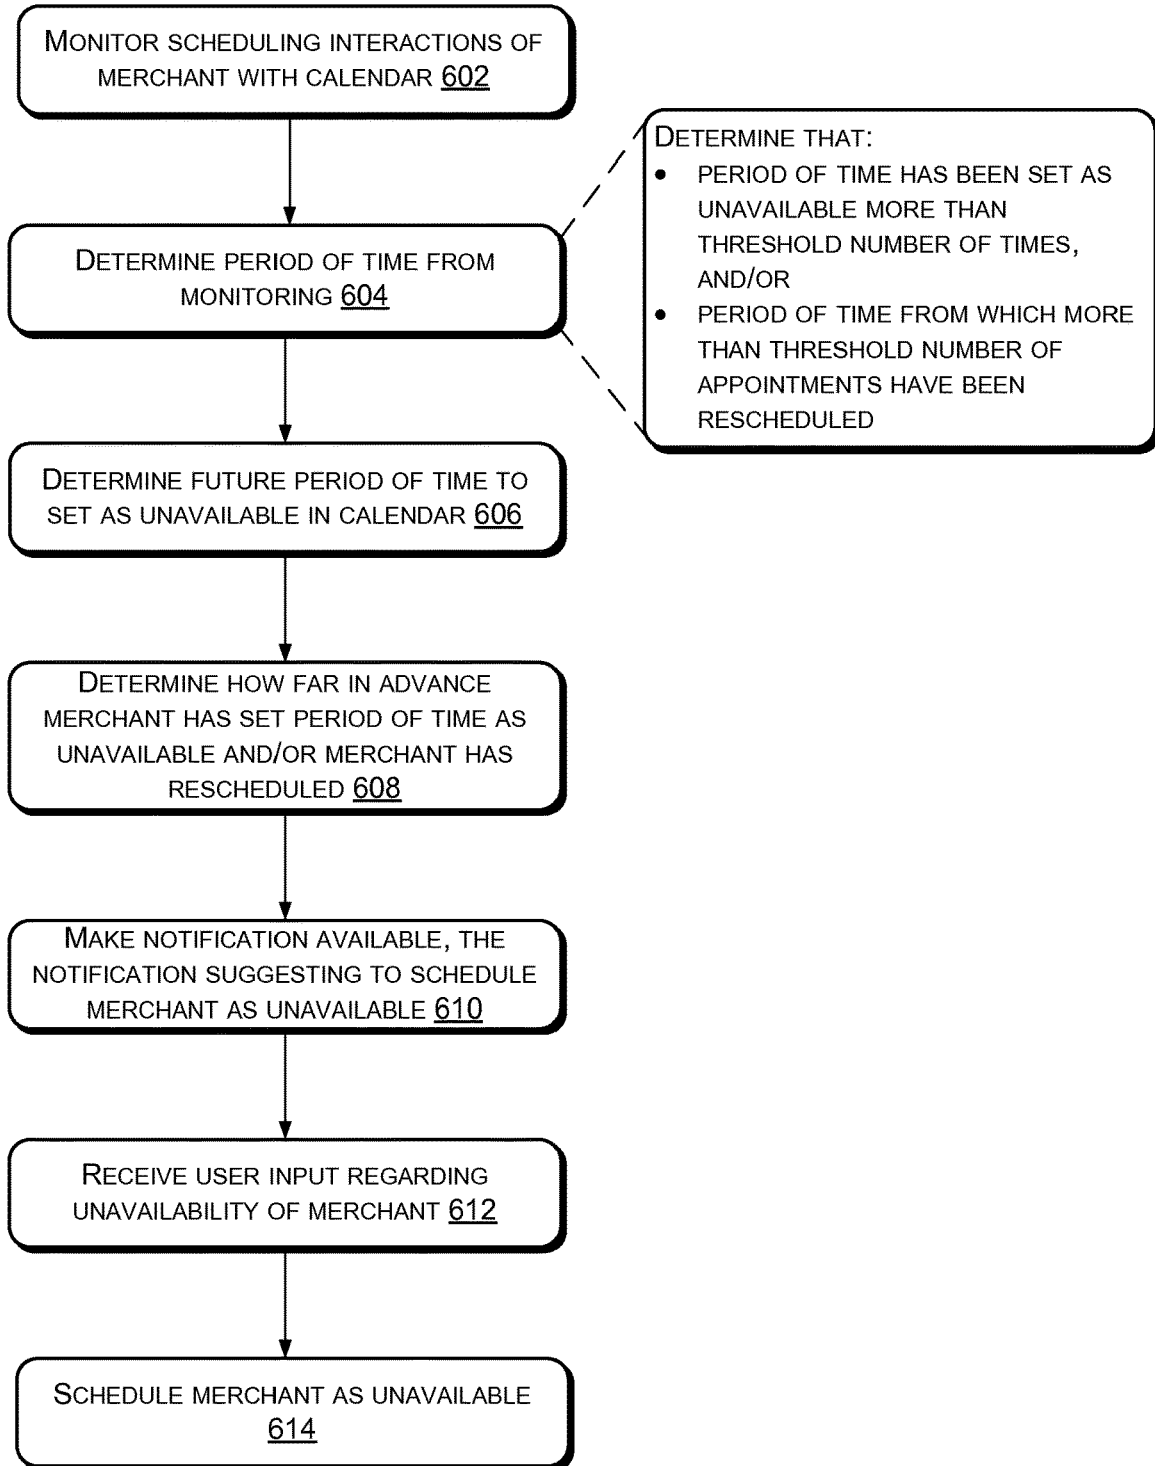 MONITOR SCHEDULING INTERACTIONS OF
MERCHANT WITH CALENDAR 602
DETERMINE PERIOD OF TIME FROM
MONITORING 604
DETERMINE THAT:
• PERIOD OF TIME HAS BEEN SET AS
UNAVAILABLE MORE THAN
THRESHOLD NUMBER OF TIMES,
AND/OR
• PERIOD OF TIME FROM WHICH MORE
THAN THRESHOLD NUMBER OF
APPOINTMENTS HAVE BEEN
RESCHEDULED
DETERMINE FUTURE PERIOD OF TIME TO
SET AS UNAVAILABLE IN CALENDAR 606
DETERMINE HOW FAR IN ADVANCE
MERCHANT HAS SET PERIOD OF TIME AS
UNAVAILABLE AND/OR MERCHANT HAS
RESCHEDULED 608
MAKE NOTIFICATION AVAILABLE, THE
NOTIFICATION SUGGESTING TO SCHEDULE
MERCHANT AS UNAVAILABLE 610
RECEIVE USER INPUT REGARDING
UNAVAILABILITY OF MERCHANT 612
SCHEDULE MERCHANT AS UNAVAILABLE
614